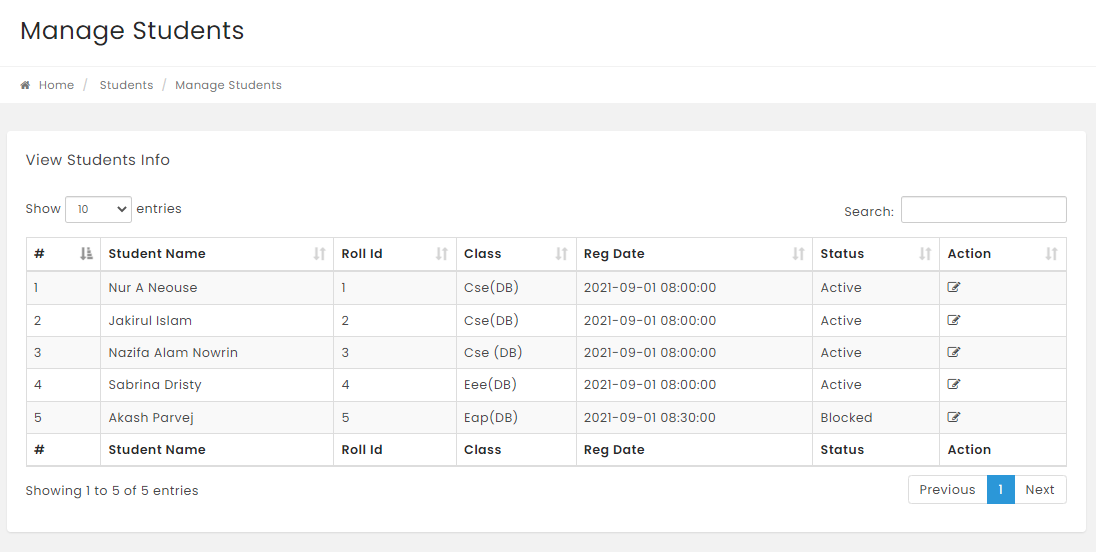 Manage Students
Home / Students / Manage Students
View Students Info
Show 10 entries Search:
# Student Name Roll Id Class Reg Date Status Action
1 Nur A Neouse 1 Cse(DB) 2021-09-01 08:00:00 Active
2 Jakirul Islam 2 Cse(DB) 2021-09-01 08:00:00 Active
3 Nazifa Alam Nowrin 3 Cse (DB) 2021-09-01 08:00:00 Active
4 Sabrina Dristy 4 Eee(DB) 2021-09-01 08:00:00 Active
5 Akash Parvej 5 Eap(DB) 2021-09-01 08:30:00 Blocked
# Student Name Roll Id Class Reg Date Status Action
Showing 1 to 5 of 5 entries Previous 1 Next